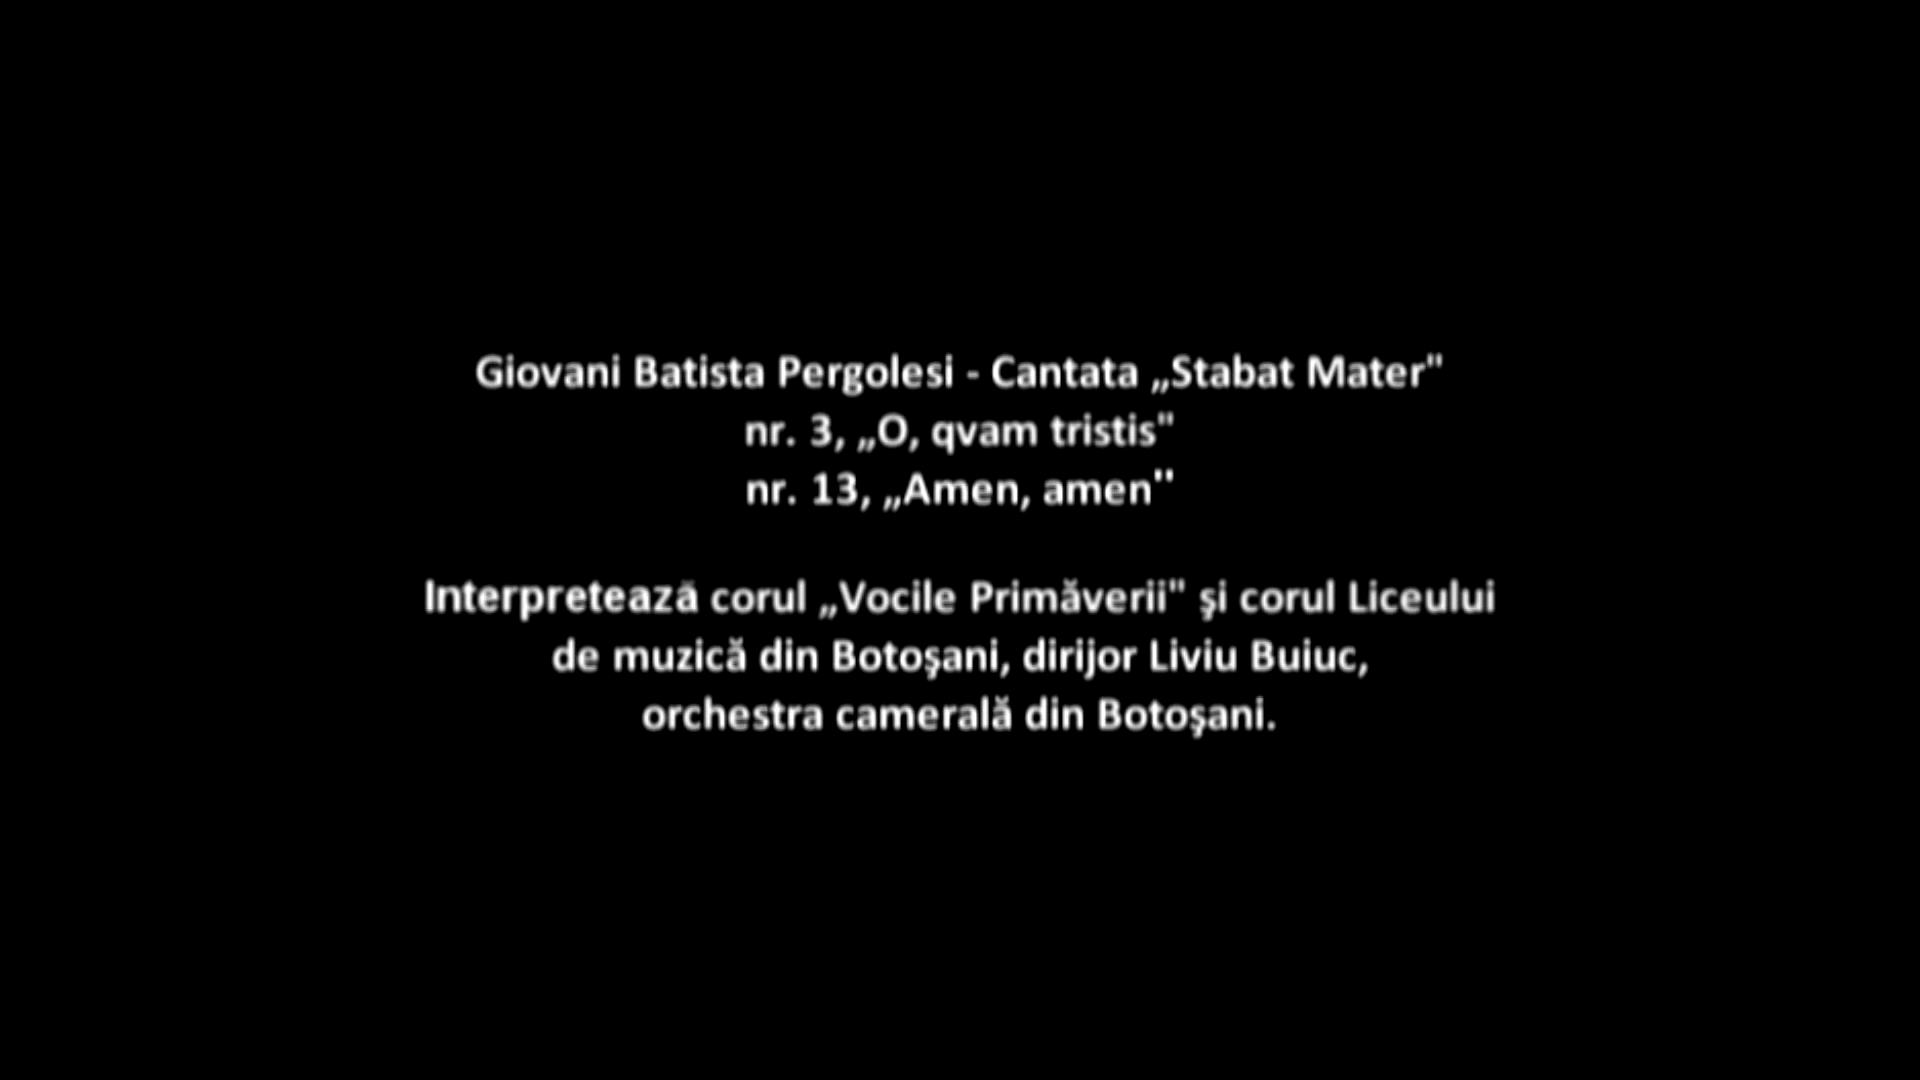 Giovani Batista Pergolesi - Cantata „Stabat Mater"
nr. 3, „O, qvam tristis"
nr. 13, „Amen, amen"
Interpretează corul „Vocile Primăverii" şi corul Liceului
de muzică din Botoşani, dirijor Liviu Buiuc,
orchestra camerală din Botoşani.